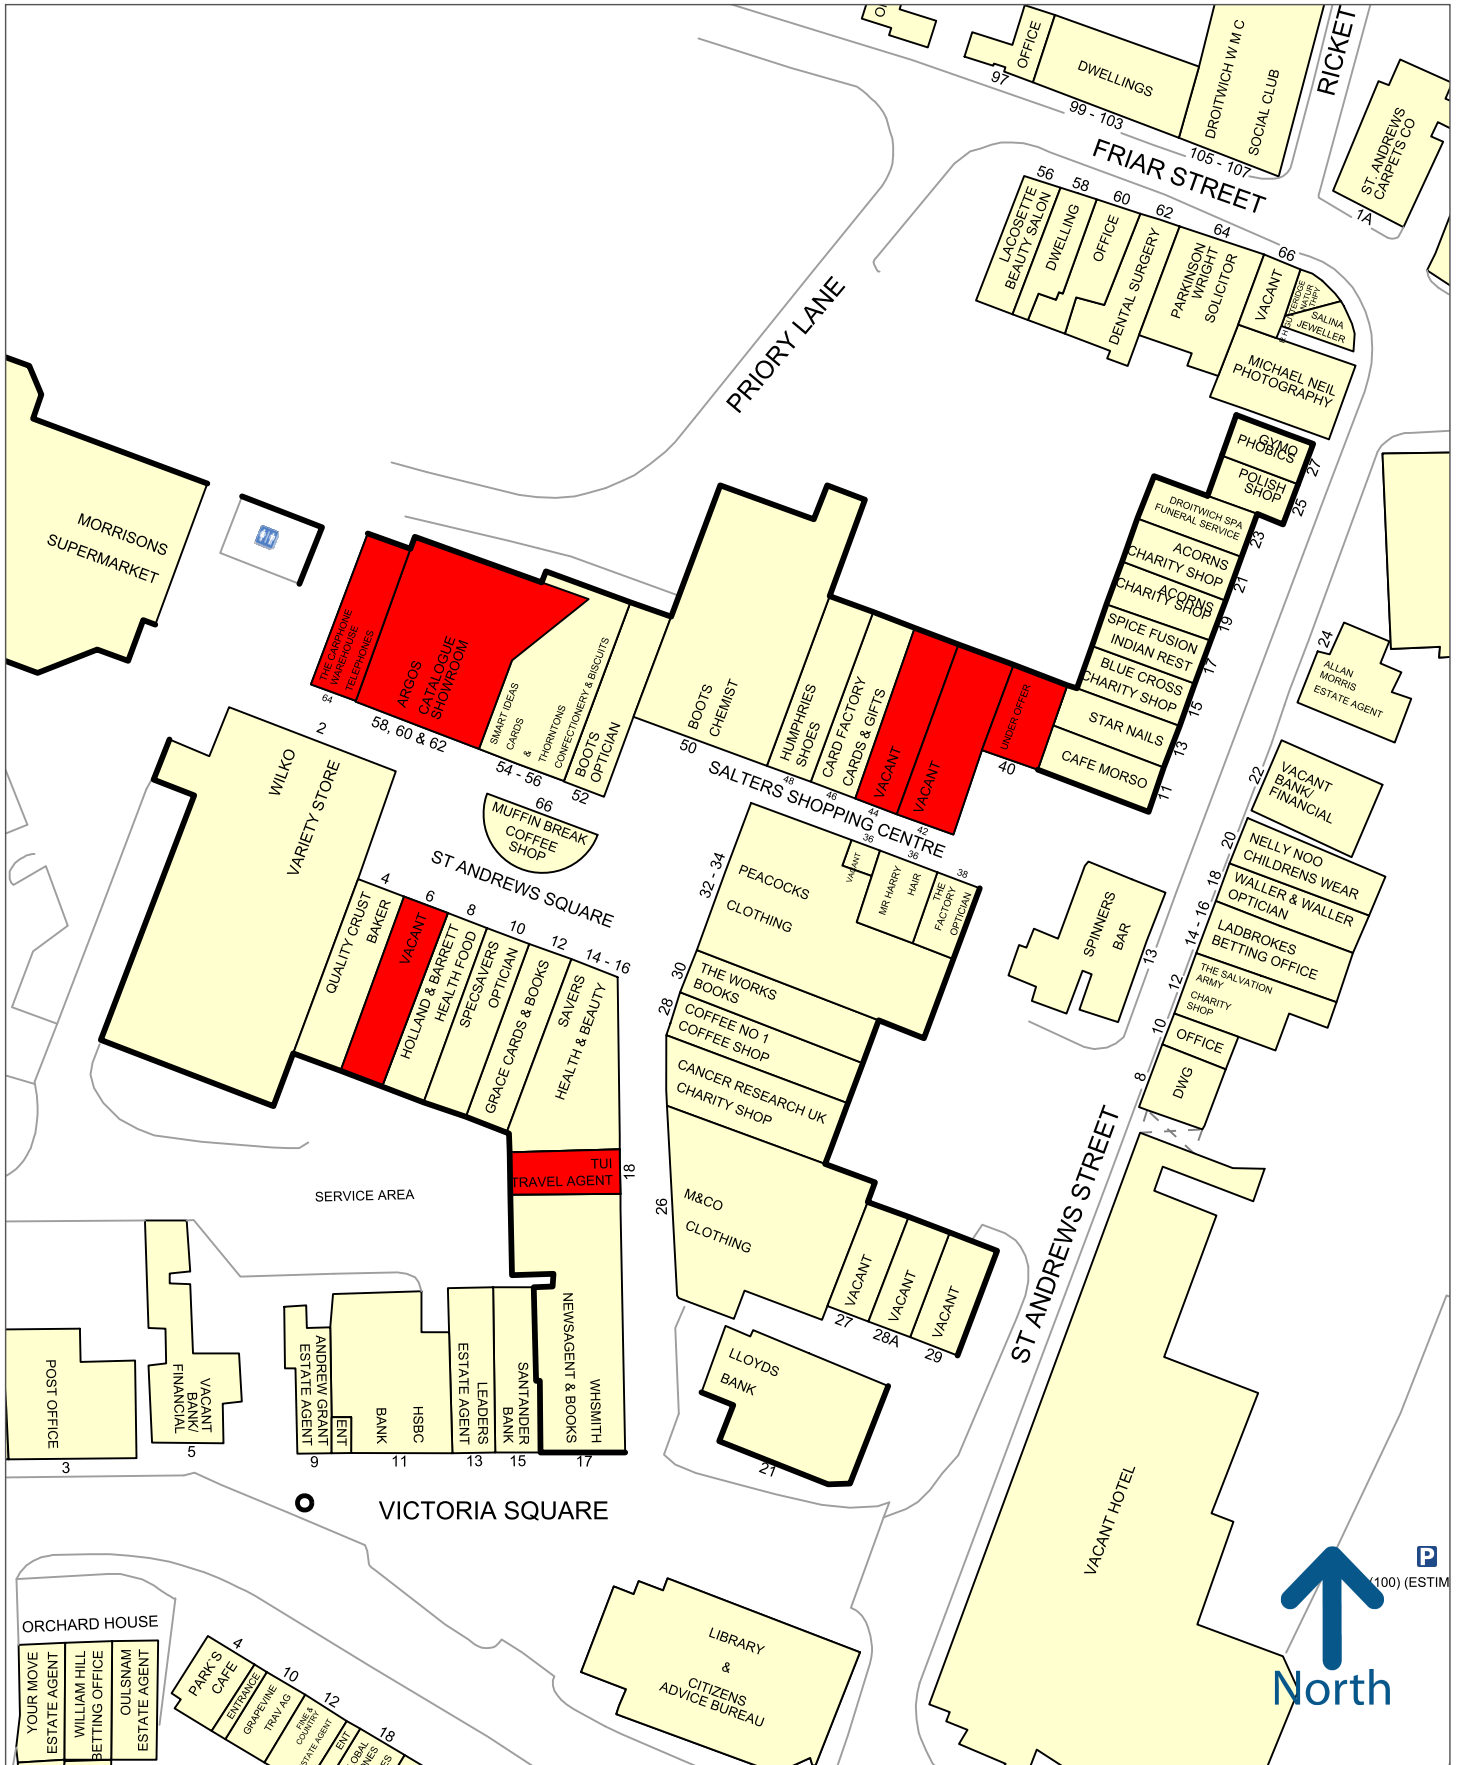 OFFICE
97
DWELLINGS
99 - 103
DROITWICH W M C
SOCIAL CLUB
105 - 107
RICKET
ST. ANDREWS
CARPETS CO
1A
FRIAR STREET
56
58
60
62
64
66
LACOSETTE
BEAUTY SALON
DWELLING
OFFICE
DENTAL SURGERY
PARKINSON
WRIGHT
SOLICITOR
VACANT
NATUR
THPY
SALINA
JEWELLER
MICHAEL NEIL
PHOTOGRAPHY
PRIORY LANE
GYMO
PHOBICS
27
POLISH
SHOP
25
DROITWICH SPA
FUNERAL SERVICE
23
ACORNS
CHARITY SHOP
21
ACORNS
CHARITY SHOP
19
SPICE FUSION
INDIAN REST
17
BLUE CROSS
CHARITY SHOP
15
STAR NAILS
13
CAFE MORSO
11
MORRISONS
SUPERMARKET
THE CARPHONE
WAREHOUSE
TELEPHONES
64
ARGOS
CATALOGUE
SHOWROOM
58, 60 & 62
SMART IDEAS
CARDS
&
THORNTONS
CONFECTIONERY & BISCUITS
54 - 56
BOOTS
OPTICIAN
52
BOOTS
CHEMIST
50
HUMPHRIES
SHOES
48
CARD FACTORY
CARDS & GIFTS
46
VACANT
44
VACANT
42
UNDER OFFER
40
SALTERS SHOPPING CENTRE
24
ALLAN
MORRIS
ESTATE AGENT
22
VACANT
BANK/
FINANCIAL
20
NELLY NOO
CHILDRENS WEAR
18
WALLER & WALLER
OPTICIAN
14 - 16
LADBROKES
BETTING OFFICE
12
THE SALVATION
ARMY
CHARITY
SHOP
10
OFFICE
8
DWG
2
WILKO
VARIETY STORE
66
MUFFIN BREAK
COFFEE
SHOP
ST ANDREWS SQUARE
4
QUALITY CRUST
BAKER
6
VACANT
8
HOLLAND & BARRETT
HEALTH FOOD
10
SPECSAVERS
OPTICIAN
12
GRACE CARDS & BOOKS
14 - 16
SAVERS
HEALTH & BEAUTY
TUI
TRAVEL AGENT
18
32 - 34
PEACOCKS
CLOTHING
36
VACANT
36
MR HARRY
HAIR
38
THE
FACTORY
OPTICIAN
30
THE WORKS
BOOKS
28
COFFEE NO 1
COFFEE SHOP
CANCER RESEARCH UK
CHARITY SHOP
26
M&CO
CLOTHING
VACANT
27
VACANT
28A
VACANT
29
SPINNERS
BAR
13
ST ANDREWS STREET
SERVICE AREA
POST OFFICE
3
VACANT
BANK/
FINANCIAL
5
ANDREW GRANT
ESTATE AGENT
9
ENT
HSBC
BANK
11
LEADERS
ESTATE AGENT
13
SANTANDER
BANK
15
WHSMITH
NEWSAGENT & BOOKS
17
LLOYDS
BANK
21
VICTORIA SQUARE
VACANT HOTEL
P
(100) (ESTIM
North
LIBRARY
&
CITIZENS
ADVICE BUREAU
ORCHARD HOUSE
YOUR MOVE
ESTATE AGENT
WILLIAM HILL
BETTING OFFICE
OULSNAM
ESTATE AGENT
4
PARK'S
CAFE
ENTRANCE
10
GRAPEVINE
TRAV AG
12
FINE &
COUNTRY
STATE AGENT
ENT
18
OBAL